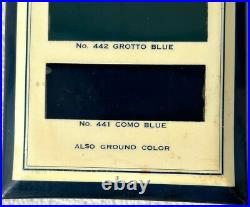 No. 442 GROTTO BLUE
No. 441 COMO BLUE
ALSO GROUND COLOR